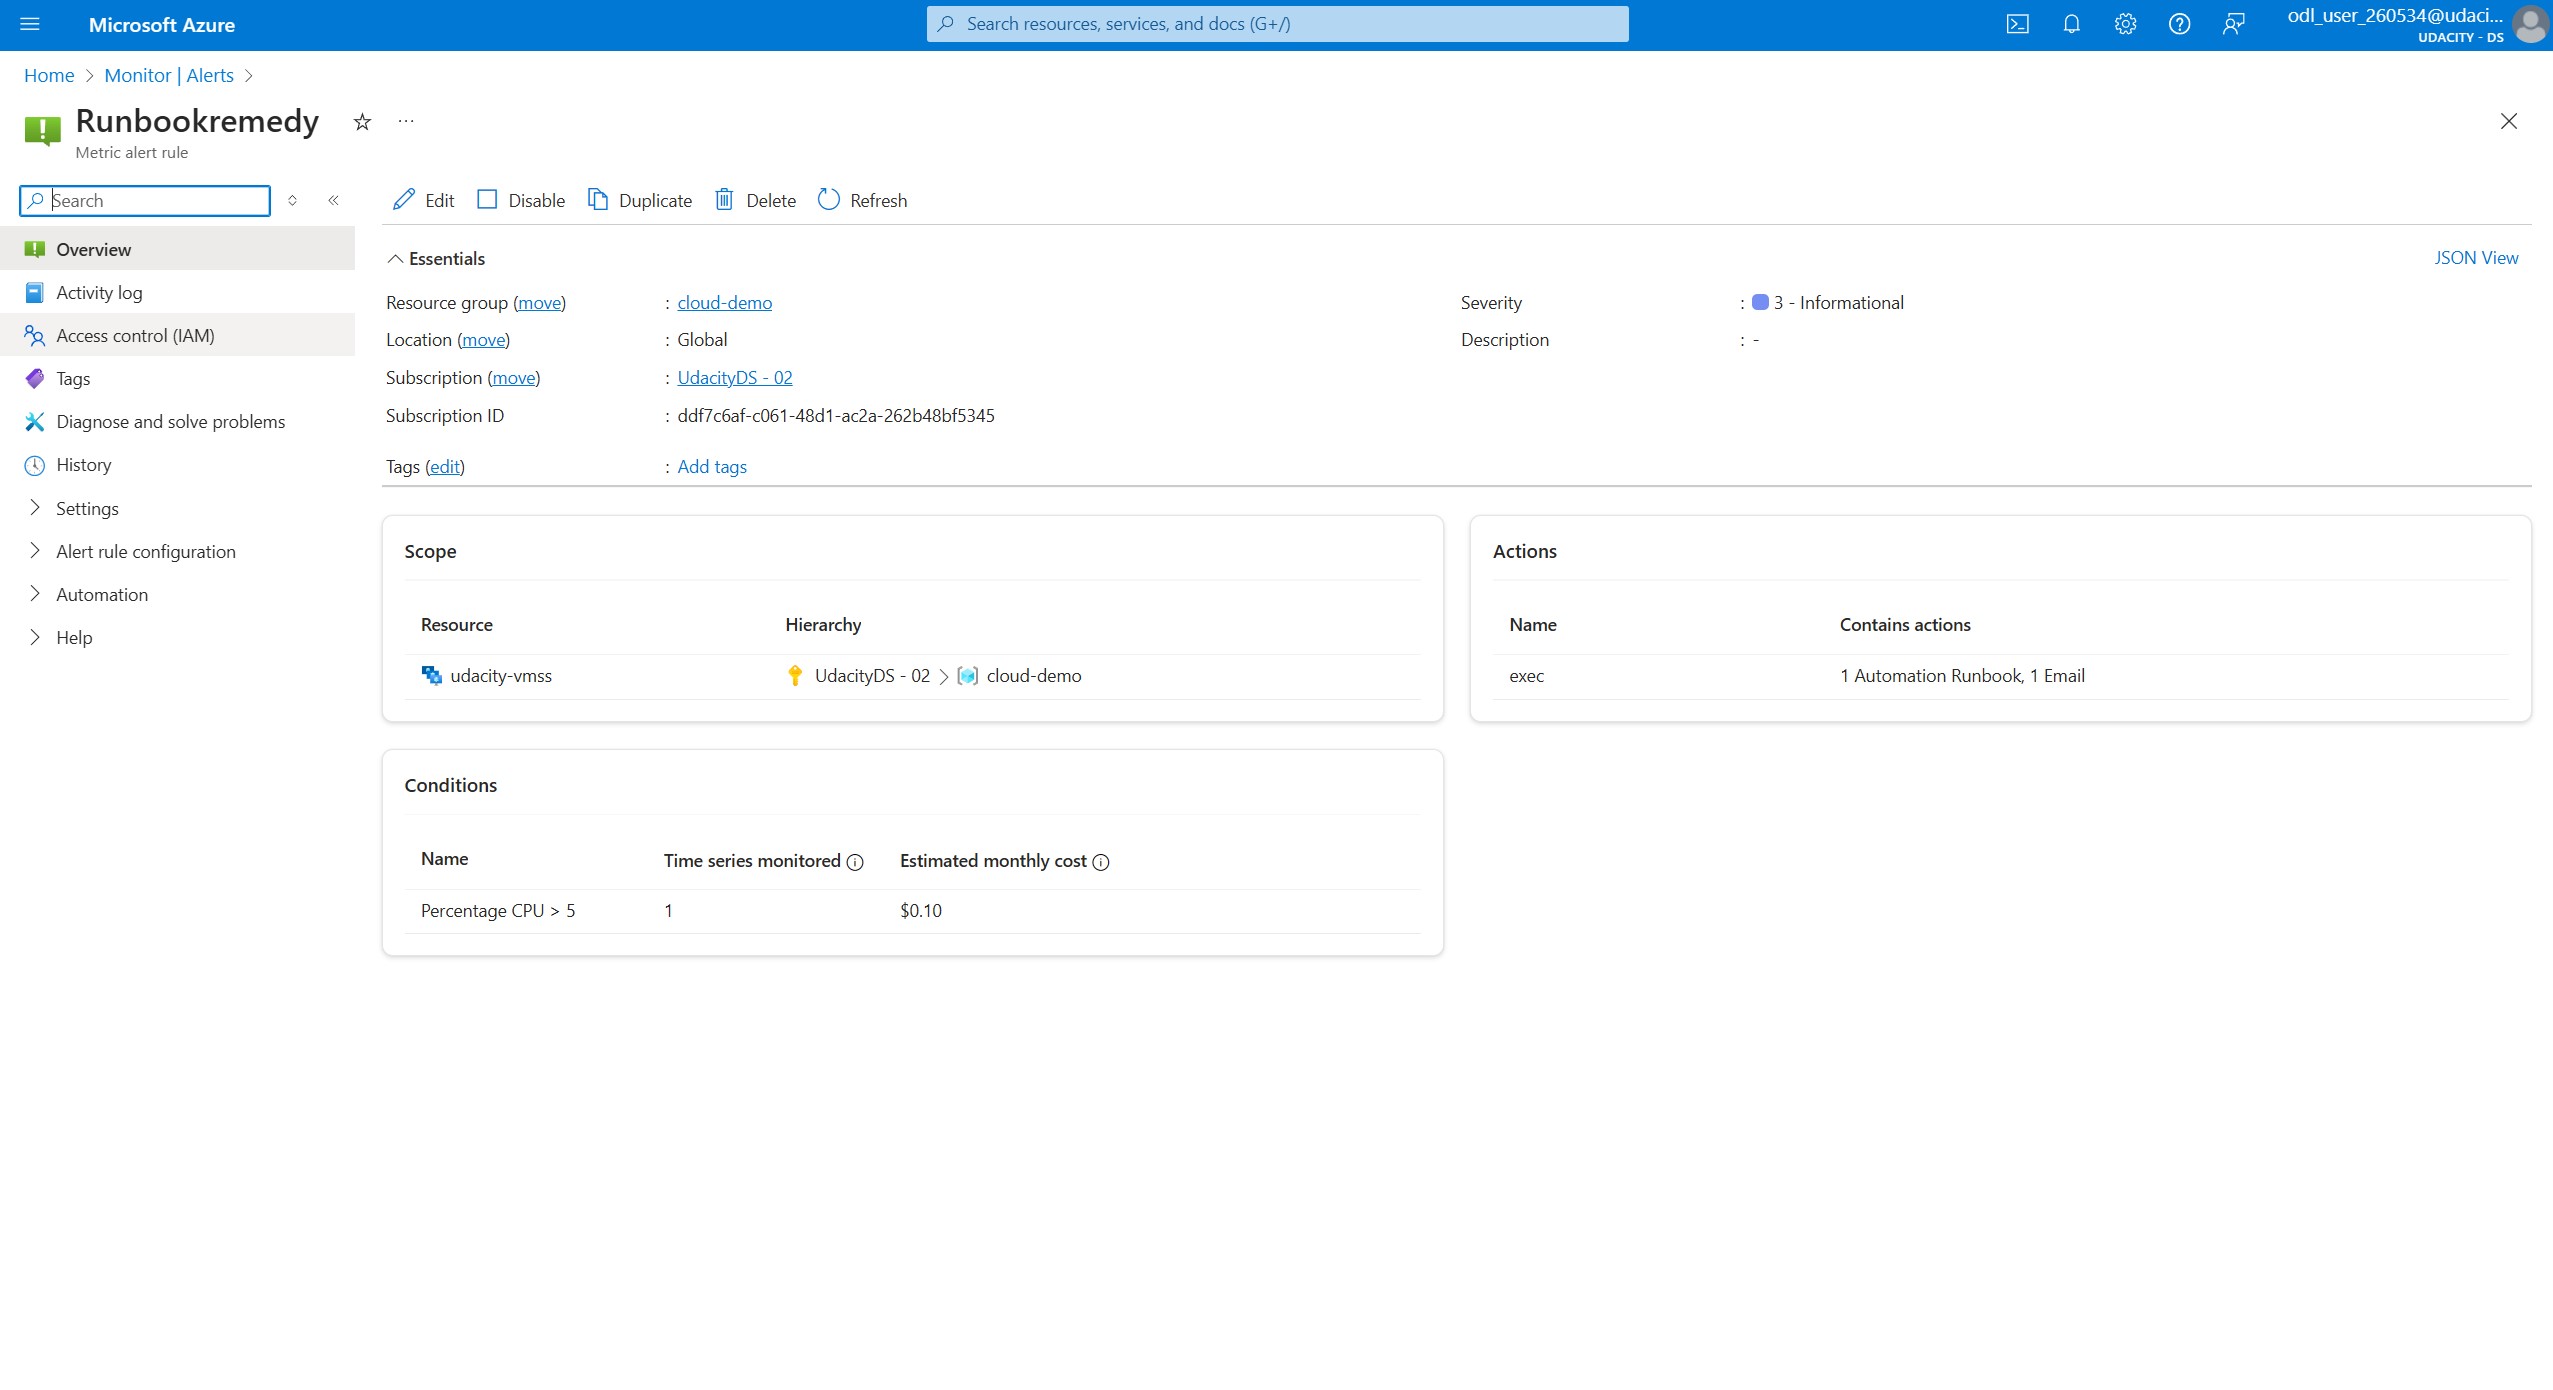 Microsoft Azure
Search resources, services, and docs (G+/)
odl_user_260534@udaci...
UDACITY - DS
Home > Monitor | Alerts >
Runbookremedy
...
Metric alert rule
Search
Edit Disable Duplicate Delete Refresh
Overview
Activity log
Access control (IAM)
Tags
Diagnose and solve problems
History
Settings
Alert rule configuration
Automation
Help
Essentials
JSON View
Resource group (move) : cloud-demo
Location (move) : Global
Subscription (move) : UdacityDS - 02
Subscription ID : ddf7c6af-c061-48d1-ac2a-262b48bf5345
Tags (edit) : Add tags
Severity : 3 - Informational
Description : -
Scope
Resource Hierarchy
udacity-vmss UdacityDS - 02 > cloud-demo
Actions
Name Contains actions
exec 1 Automation Runbook, 1 Email
Conditions
Name Time series monitored Estimated monthly cost
Percentage CPU > 5 1 $0.10